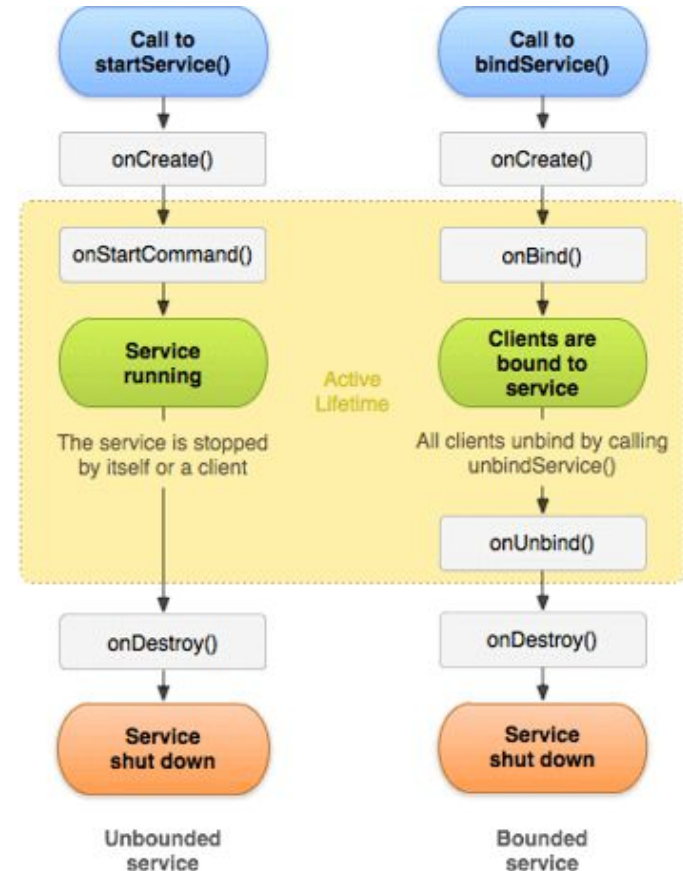 Call to
startService()
onCreate()
onStartCommand()
Service
running
The service is stopped
by itself or a client
onDestroy()
Service
shut down
Unbounded
service
Active
Lifetime
Call to
bindService()
onCreate()
onBind()
Clients are
bound to
service
All clients unbind by calling
unbindService()
onUnbind()
onDestroy()
Service
shut down
Bounded
service